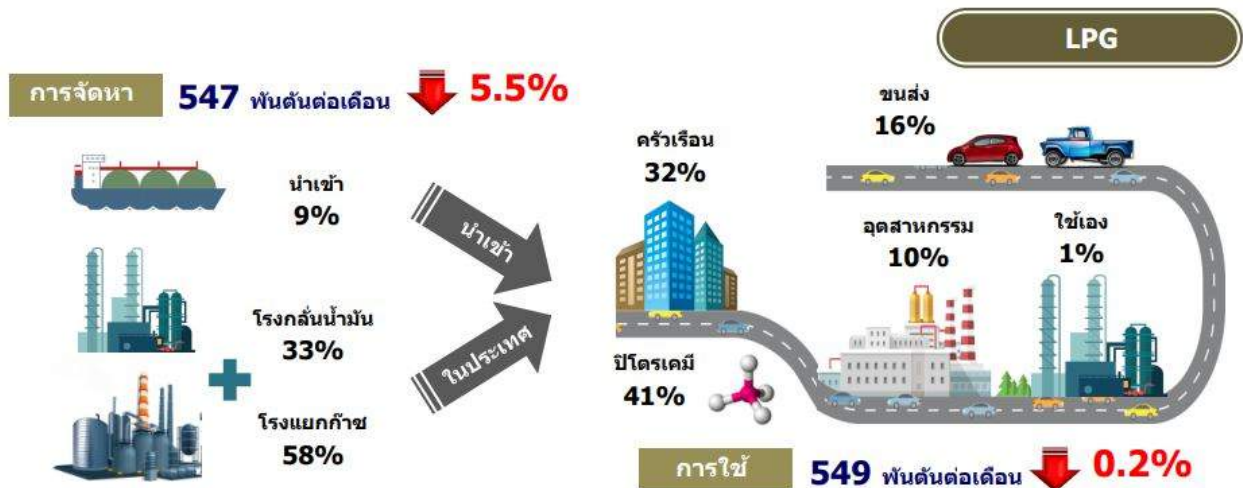 LPG
การจัดหา 547 พันตันต่อเดือน 5.5%
นำเข้า
9%
โรงกลั่นน้ำมัน
33%
โรงแยกก๊าซ
58%
นำเข้า
ในประเทศ
ครัวเรือน
32%
ขนส่ง
16%
อุตสาหกรรม
10%
ใช้เอง
1%
ปิโตรเคมี
41%
การใช้ 549 พันตันต่อเดือน 0.2%